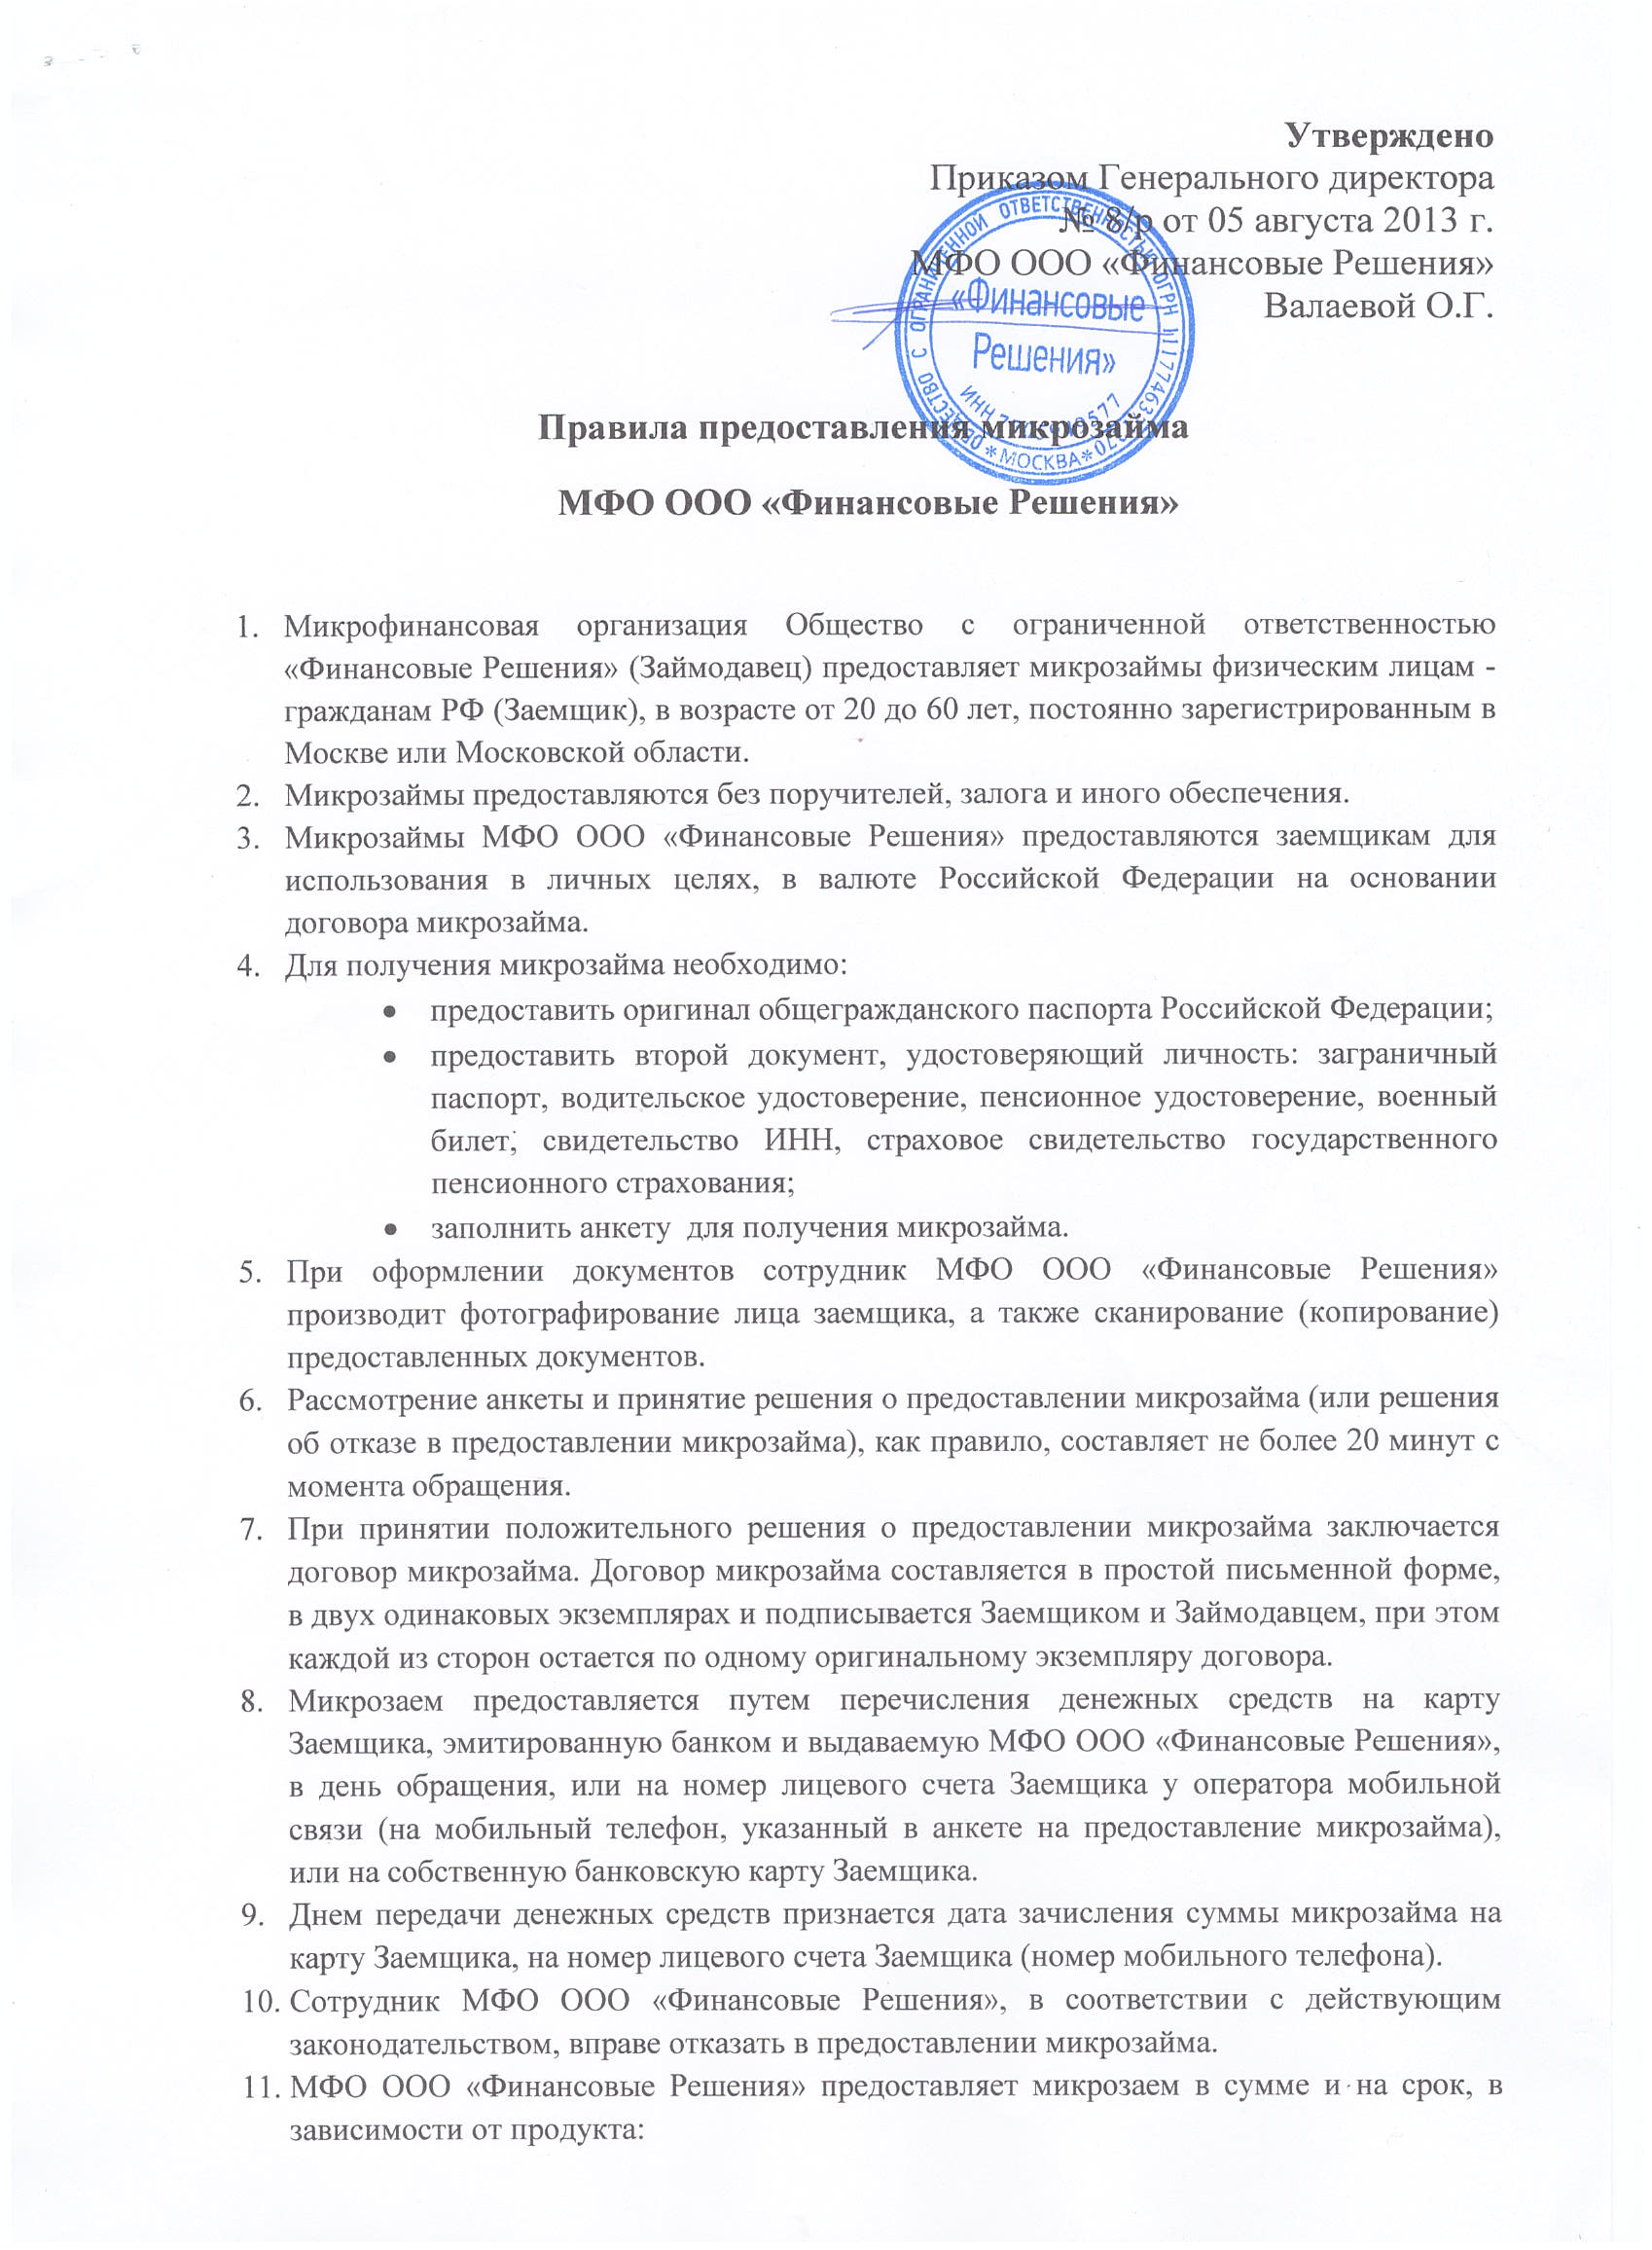 Утверждено
Приказом Генерального директора
№ 8/р от 05 августа 2013 г.
МФО ООО «Финансовые Решения»
Валаевой О.Г.
ОБЩЕСТВО С ОГРАНИЧЕННОЙ ОТВЕТСТВЕННОСТЬЮ ОГРН
«Финансовые
Решения»
ИНН
*МОСКВА*
Правила предоставления микрозайма
МФО ООО «Финансовые Решения»
1. Микрофинансовая организация Общество с ограниченной ответственностью
«Финансовые Решения» (Займодавец) предоставляет микрозаймы физическим лицам -
гражданам РФ (Заемщик), в возрасте от 20 до 60 лет, постоянно зарегистрированным в
Москве или Московской области.
2. Микрозаймы предоставляются без поручителей, залога и иного обеспечения.
3. Микрозаймы МФО ООО «Финансовые Решения» предоставляются заемщикам для
использования в личных целях, в валюте Российской Федерации на основании
договора микрозайма.
4. Для получения микрозайма необходимо:
• предоставить оригинал общегражданского паспорта Российской Федерации;
• предоставить второй документ, удостоверяющий личность: заграничный
паспорт, водительское удостоверение, пенсионное удостоверение, военный
билет, свидетельство ИНН, страховое свидетельство государственного
пенсионного страхования;
• заполнить анкету для получения микрозайма.
5. При оформлении документов сотрудник МФО ООО «Финансовые Решения»
производит фотографирование лица заемщика, а также сканирование (копирование)
предоставленных документов.
6. Рассмотрение анкеты и принятие решения о предоставлении микрозайма (или решения
об отказе в предоставлении микрозайма), как правило, составляет не более 20 минут с
момента обращения.
7. При принятии положительного решения о предоставлении микрозайма заключается
договор микрозайма. Договор микрозайма составляется в простой письменной форме,
в двух одинаковых экземплярах и подписывается Заемщиком и Займодавцем, при этом
каждой из сторон остается по одному оригинальному экземпляру договора.
8. Микрозаем предоставляется путем перечисления денежных средств на карту
Заемщика, эмитированную банком и выдаваемую МФО ООО «Финансовые Решения»,
в день обращения, или на номер лицевого счета Заемщика у оператора мобильной
связи (на мобильный телефон, указанный в анкете на предоставление микрозайма),
или на собственную банковскую карту Заемщика.
9. Днем передачи денежных средств признается дата зачисления суммы микрозайма на
карту Заемщика, на номер лицевого счета Заемщика (номер мобильного телефона).
10. Сотрудник МФО ООО «Финансовые Решения», в соответствии с действующим
законодательством, вправе отказать в предоставлении микрозайма.
11. МФО ООО «Финансовые Решения» предоставляет микрозаем в сумме и на срок, в
зависимости от продукта: